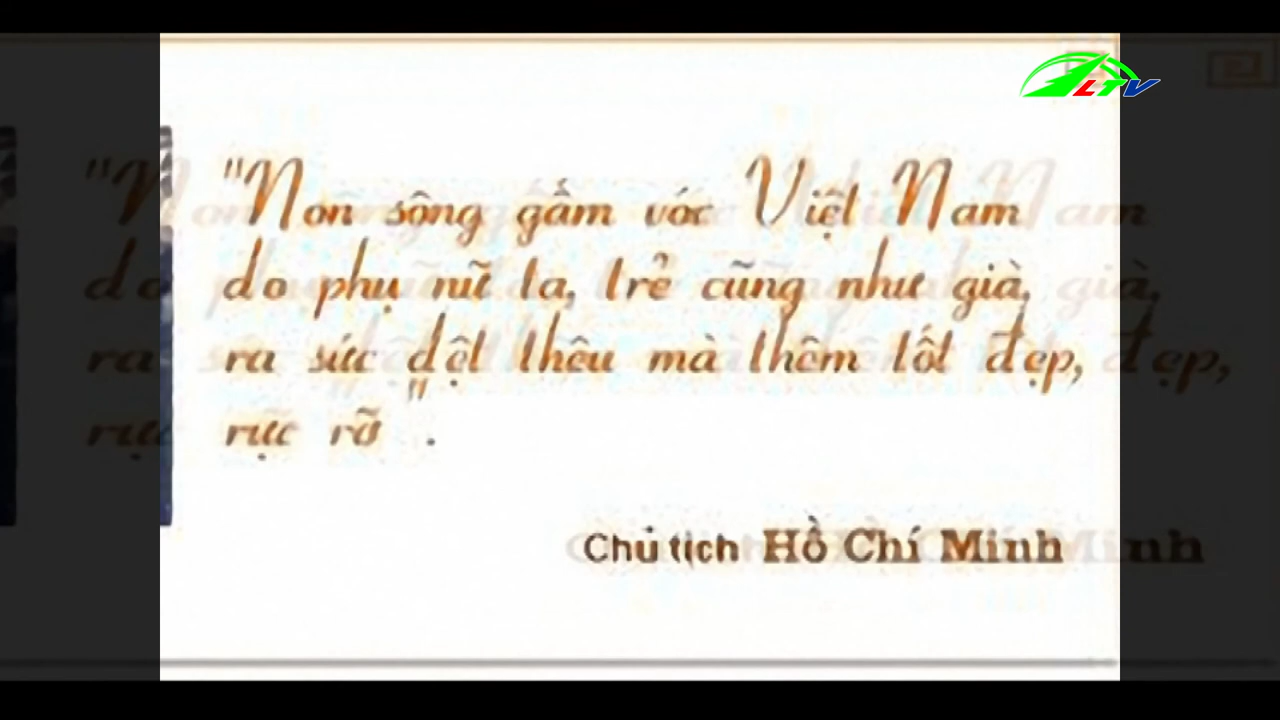 LTV
"Non sông gấm vóc Việt Nam
do phụ nữ ta, trẻ cũng như già,
ra sức dệt thêu mà thêm tốt đẹp,
rực rỡ".
Chủ tịch Hồ Chí Minh